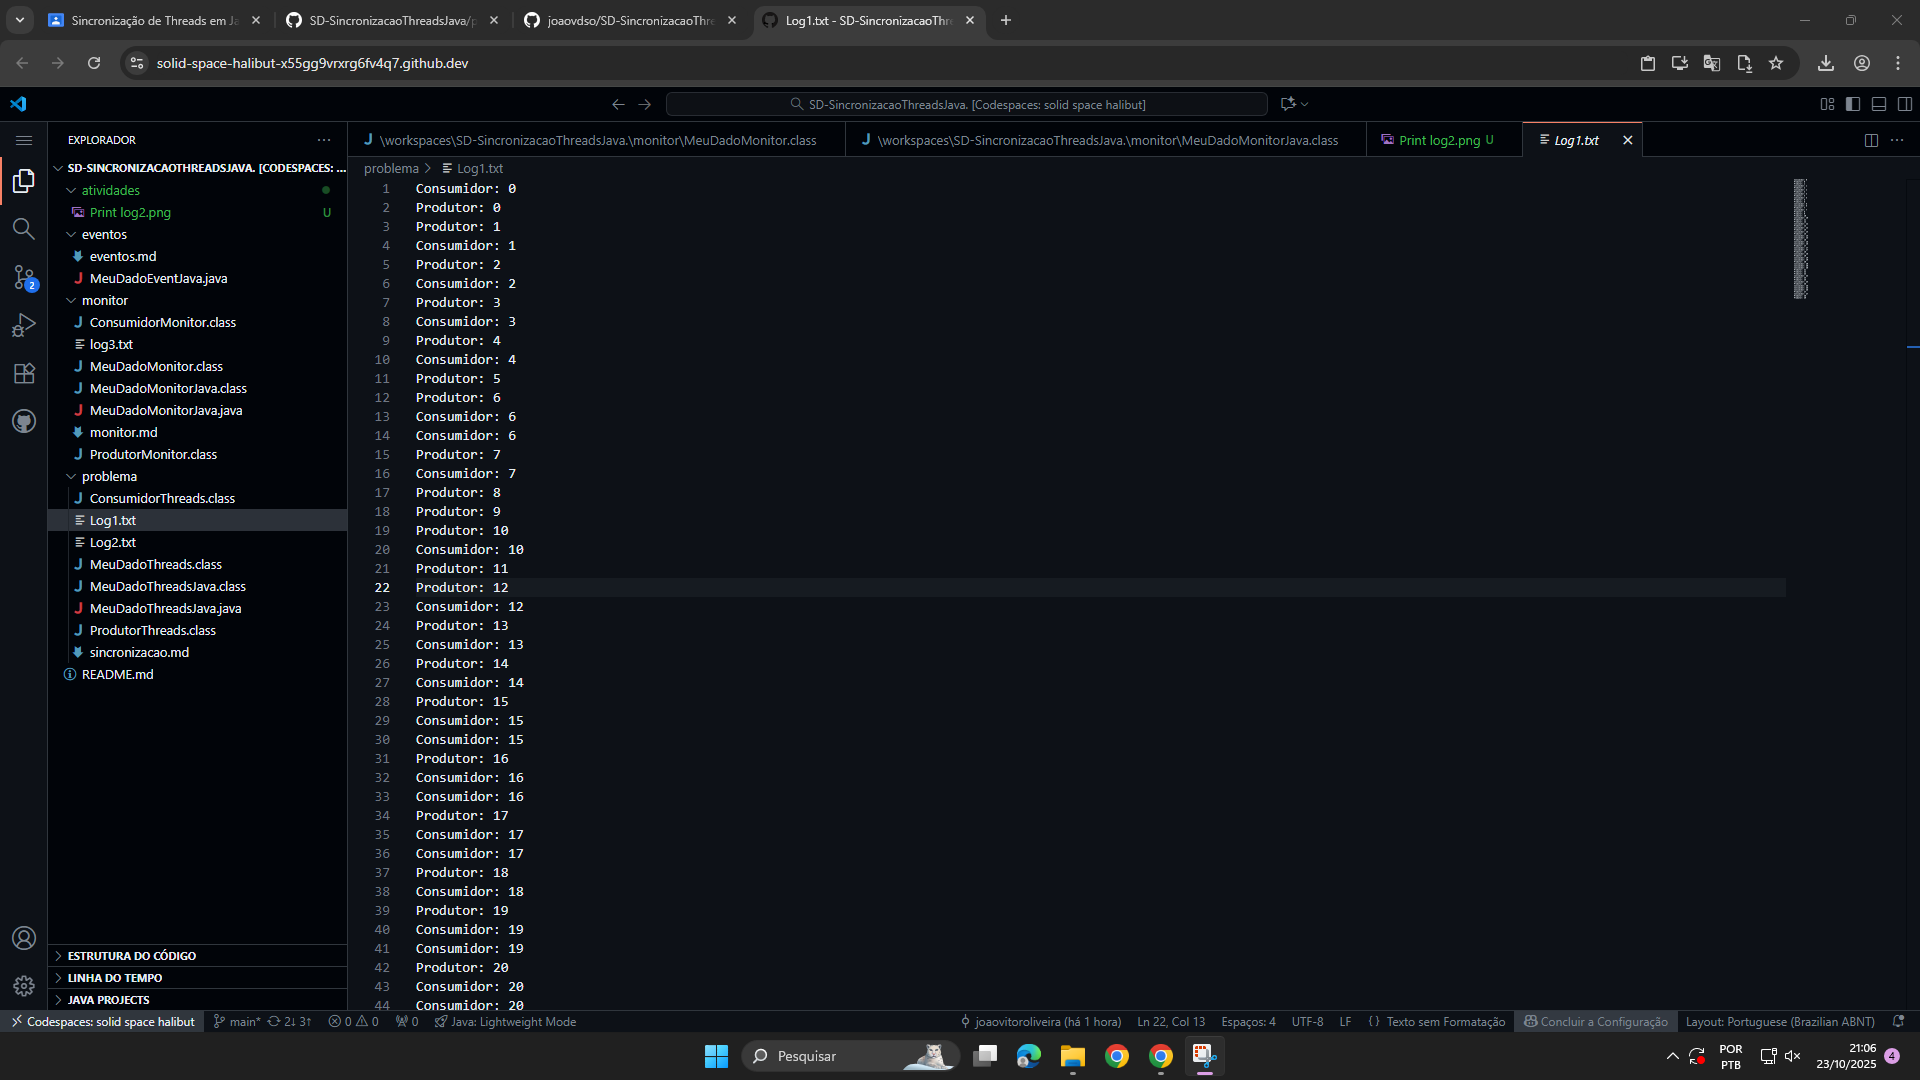 Sincronização de Threads em Ja
SD-SincronizacaoThreadsJava/p
joaovdso/SD-SincronizacaoThre
Log1.txt - SD-SincronizacaoThre
solid-space-halibut-x55gg9vrxrg6fv4q7.github.dev
SD-SincronizacaoThreadsJava. [Codespaces: solid space halibut]
EXPLORADOR
\workspaces\SD-SincronizacaoThreadsJava.\monitor\MeuDadoMonitor.class
\workspaces\SD-SincronizacaoThreadsJava.\monitor\MeuDadoMonitorJava.class
Print log2.png U
Log1.txt
SD-SINCRONIZACAOTHREADSJAVA. [CODESPACES: ...
atividades
Print log2.png U
eventos
eventos.md
MeuDadoEventJava.java
monitor
ConsumidorMonitor.class
log3.txt
MeuDadoMonitor.class
MeuDadoMonitorJava.class
MeuDadoMonitorJava.java
monitor.md
ProdutorMonitor.class
problema
ConsumidorThreads.class
Log1.txt
Log2.txt
MeuDadoThreads.class
MeuDadoThreadsJava.class
MeuDadoThreadsJava.java
ProdutorThreads.class
sincronizacao.md
README.md
2
ESTRUTURA DO CÓDIGO
LINHA DO TEMPO
JAVA PROJECTS
problema > Log1.txt
1 Consumidor: 0
2 Produtor: 0
3 Produtor: 1
4 Consumidor: 1
5 Produtor: 2
6 Consumidor: 2
7 Produtor: 3
8 Consumidor: 3
9 Produtor: 4
10 Consumidor: 4
11 Produtor: 5
12 Produtor: 6
13 Consumidor: 6
14 Consumidor: 6
15 Produtor: 7
16 Consumidor: 7
17 Produtor: 8
18 Produtor: 9
19 Produtor: 10
20 Consumidor: 10
21 Produtor: 11
22 Produtor: 12
23 Consumidor: 12
24 Produtor: 13
25 Consumidor: 13
26 Produtor: 14
27 Consumidor: 14
28 Produtor: 15
29 Consumidor: 15
30 Consumidor: 15
31 Produtor: 16
32 Consumidor: 16
33 Consumidor: 16
34 Produtor: 17
35 Consumidor: 17
36 Consumidor: 17
37 Produtor: 18
38 Consumidor: 18
39 Produtor: 19
40 Consumidor: 19
41 Consumidor: 19
42 Produtor: 20
43 Consumidor: 20
44 Consumidor: 20
Codespaces: solid space halibut main* 2↓ 3↑ 0 0 0 Java: Lightweight Mode joaovitoroliveira (há 1 hora) Ln 22, Col 13 Espaços: 4 UTF-8 LF {} Texto sem Formatação Concluir a Configuração Layout: Portuguese (Brazilian ABNT)
Pesquisar
POR
PTB
21:06
23/10/2025
4